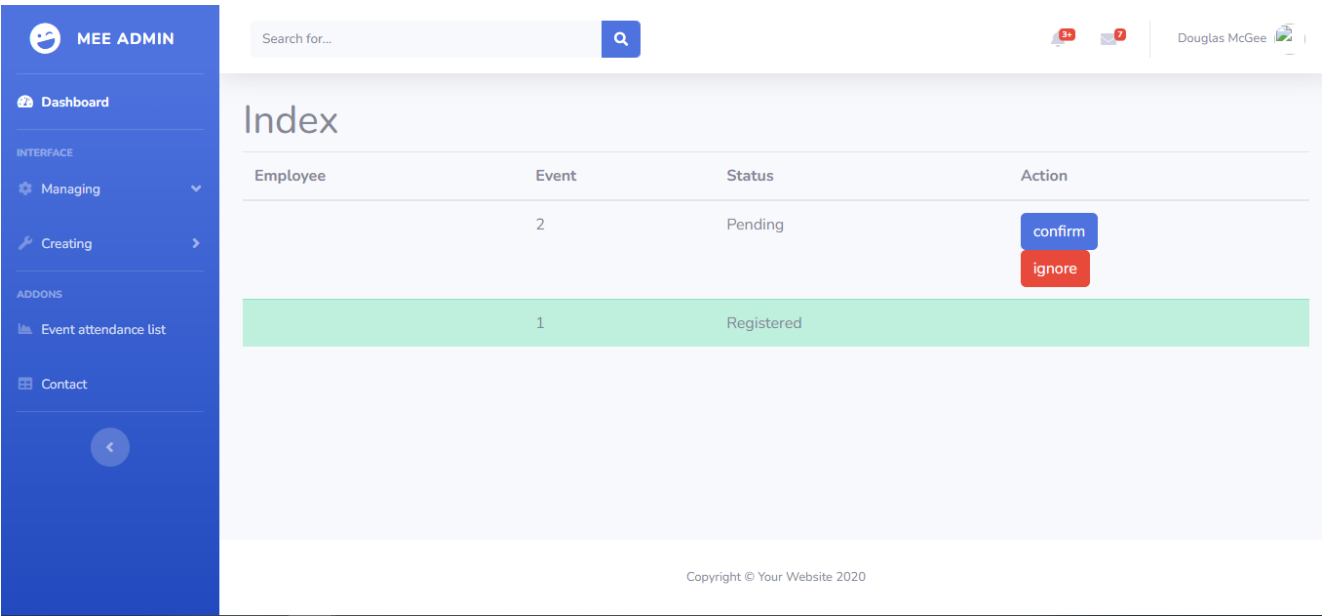 MEE ADMIN
Search for...
3+
7
Douglas McGee
Dashboard
Index
INTERFACE
Managing
Creating
ADDONS
Event attendance list
Contact
Employee Event Status Action
2 Pending confirm
ignore
1 Registered
Copyright © Your Website 2020